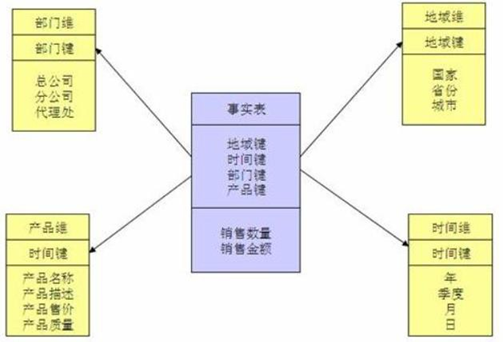 部门维
部门键
总公司
分公司
代理处
地域维
地域键
国家
省份
城市
事实表
地域键
时间键
部门键
产品键
销售数量
销售金额
产品维
时间键
产品名称
产品描述
产品售价
产品质量
时间维
时间键
年
季度
月
日